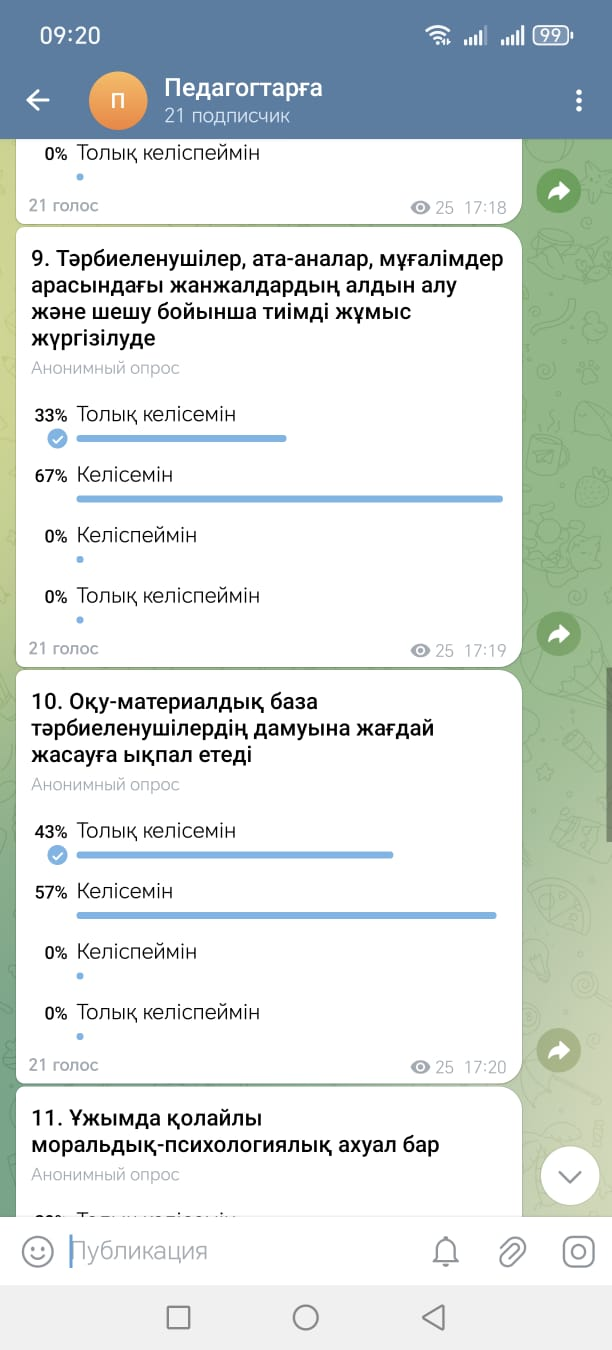 09:20
99
П
Педагогтарға
21 подписчик
0% Толық келіспеймін
21 голос
25 17:18
9. Тәрбиеленушілер, ата-аналар, мұғалімдер
арасындағы жанжалдардың алдын алу
және шешу бойынша тиімді жұмыс
жүргізілуде
Анонимный опрос
33% Толық келісемін
67% Келісемін
0% Келіспеймін
0% Толық келіспеймін
21 голос
25 17:19
10. Оқу-материалдық база
тәрбиеленушілердің дамуына жағдай
жасауға ықпал етеді
Анонимный опрос
43% Толық келісемін
57% Келісемін
0% Келіспеймін
0% Толық келіспеймін
21 голос
25 17:20
11. Ұжымда қолайлы
моральдық-психологиялық ахуал бар
Анонимный опрос
Публикация